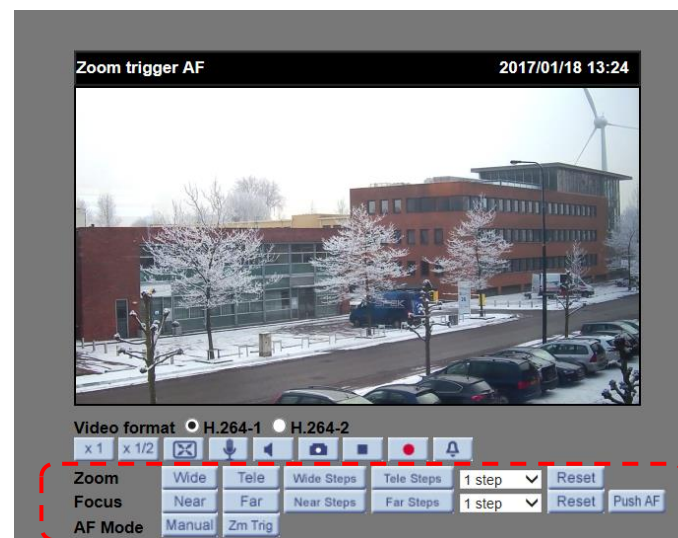 Zoom trigger AF 2017/01/18 13:24
Video format H.264-1 H.264-2
x 1 x 1/2
Zoom Wide Tele Wide Steps Tele Steps 1 step Reset
Focus Near Far Near Steps Far Steps 1 step Reset Push AF
AF Mode Manual Zm Trig